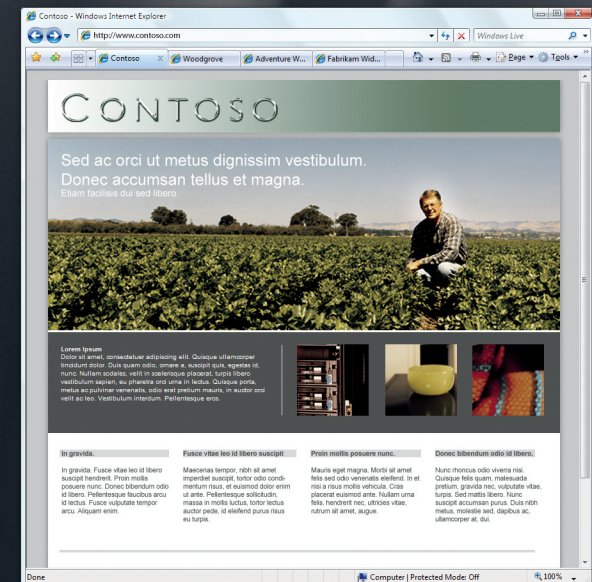 Contoso - Windows Internet Explorer
http://www.contoso.com
Windows Live
Contoso
Woodgrove
Adventure W...
Fabrikam Wid...
Page
Tools
CONTOSO
Sed ac orci ut metus dignissim vestibulum.
Donec accumsan tellus et magna.
Etiam facilisis dui sed libero.
Lorem Ipsum
Dolor sit amet, consectetuer adipiscing elit. Quisque ullamcorper
tincidunt dolor. Duis quam odio, ornare a, suscipit quis, egestas id,
nunc. Nullam sodales, velit in scelerisque placerat, turpis libero
vestibulum sapien, eu pharetra orci urna in lectus. Quisque porta,
metus ac pulvinar venenatis, odio erat pretium mauris, in auctor orci
velit ac leo. Vestibulum interdum. Pellentesque eros.
In gravida.
In gravida. Fusce vitae leo id libero
suscipit hendrerit. Proin mollis
posuere nunc. Donec bibendum odio
id libero. Pellentesque faucibus arcu
id lectus. Fusce vulputate tempor
arcu. Aliquam enim.
Fusce vitae leo id libero suscipit
Maecenas tempor, nibh sit amet
imperdiet suscipit, tortor odio condi-
mentum risus, et euismod dolor enim
ut ante. Pellentesque sollicitudin,
massa in mollis luctus, tortor lectus
auctor pede, id eleifend purus risus
eu turpis.
Proin mollis posuere nunc.
Mauris eget magna. Morbi sit amet
felis sed odio venenatis eleifend. In et
nisi a risus mollis vehicula. Cras
placerat euismod ante. Nullam urna
felis, hendrerit nec, ultricies vitae,
rutrum sit amet, augue.
Donec bibendum odio id libero.
Nunc rhoncus odio viverra nisi.
Quisque felis quam, malesuada
pretium, gravida nec, vulputate vitae,
turpis. Sed mattis libero. Nunc
suscipit accumsan purus. Duis nibh
metus, molestie sed, dapibus ac,
ullamcorper at, dui.
Done
Computer | Protected Mode: Off
100%